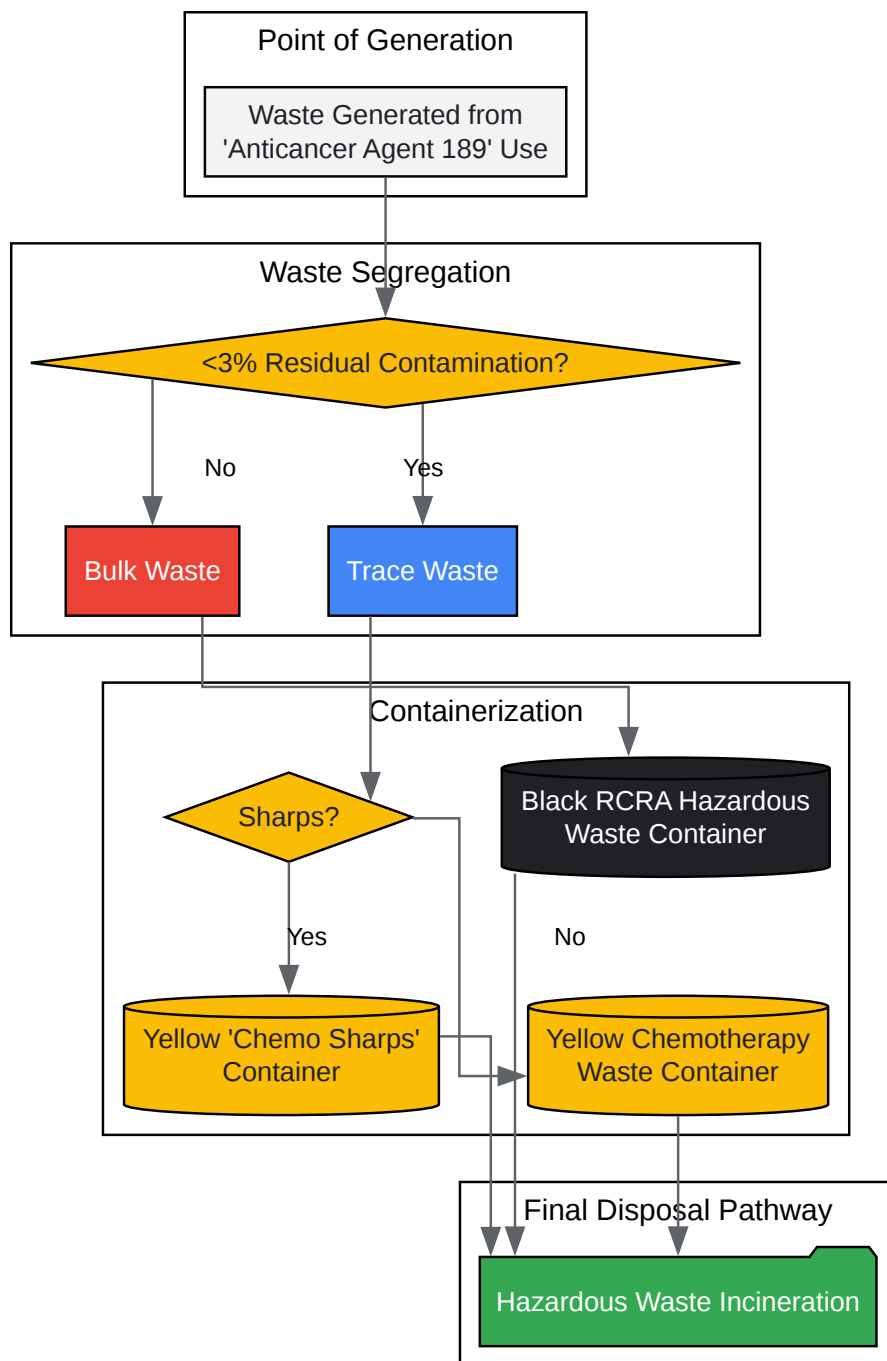 Point of Generation
Waste Generated from
'Anticancer Agent 189' Use
Waste Segregation
<3% Residual Contamination?
No
Yes
Bulk Waste
Trace Waste
Containerization
Sharps?
Black RCRA Hazardous
Waste Container
Yes
No
Yellow 'Chemo Sharps'
Container
Yellow Chemotherapy
Waste Container
Final Disposal Pathway
Hazardous Waste Incineration